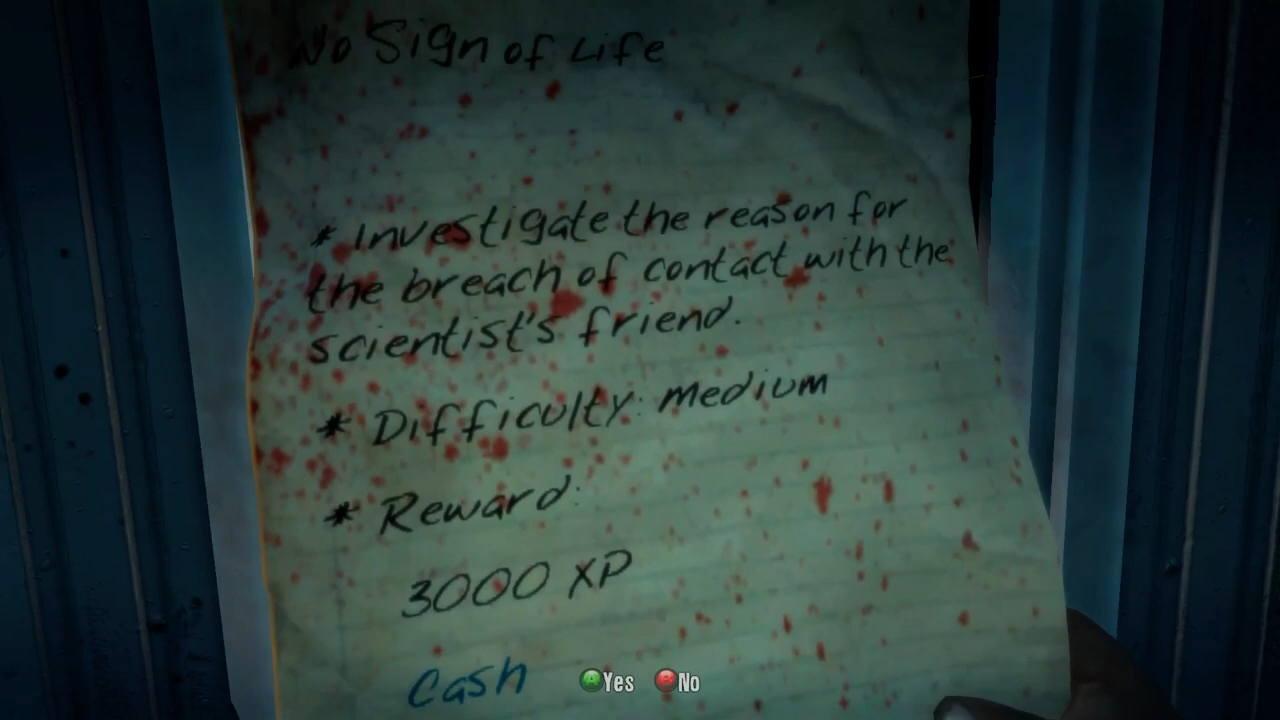 No Sign of Life
* Investigate the reason for
the breach of contact with the
scientist's friend.
* Difficulty: medium
* Reward:
3000 XP
Cash
A Yes B No